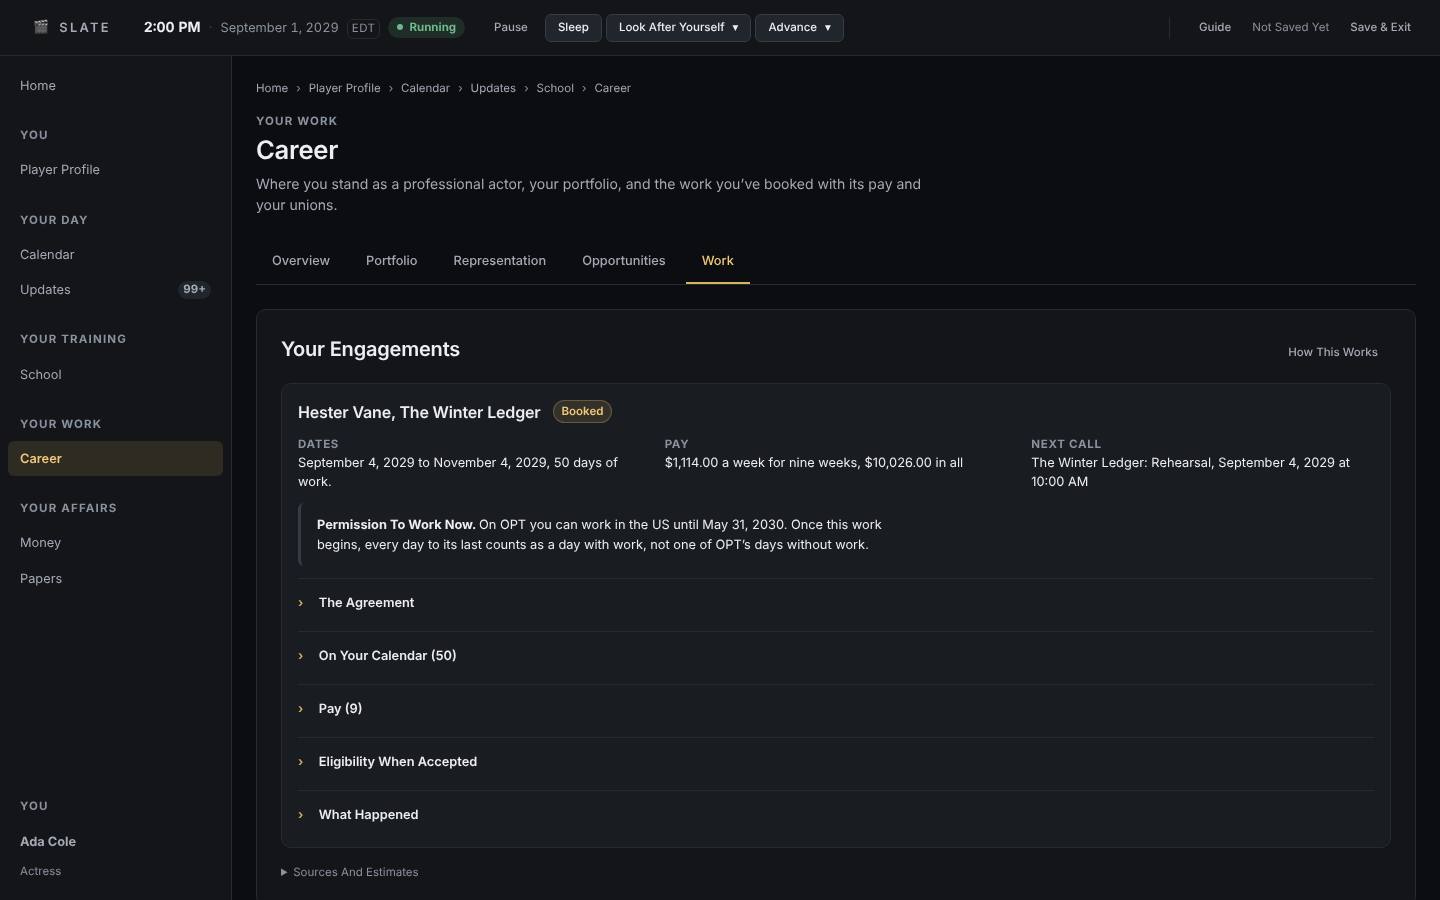 SLATE
2:00 PM · September 1, 2029 EDT Running
Pause
Sleep
Look After Yourself ▾
Advance ▾
Guide
Not Saved Yet
Save & Exit
Home
YOU
Player Profile
YOUR DAY
Calendar
Updates 99+
YOUR TRAINING
School
YOUR WORK
Career
YOUR AFFAIRS
Money
Papers
YOU
Ada Cole
Actress
Home › Player Profile › Calendar › Updates › School › Career
YOUR WORK
Career
Where you stand as a professional actor, your portfolio, and the work you’ve booked with its pay and
your unions.
Overview
Portfolio
Representation
Opportunities
Work
Your Engagements
How This Works
Hester Vane, The Winter Ledger Booked
DATES
September 4, 2029 to November 4, 2029, 50 days of
work.
PAY
$1,114.00 a week for nine weeks, $10,026.00 in all
NEXT CALL
The Winter Ledger: Rehearsal, September 4, 2029 at
10:00 AM
Permission To Work Now. On OPT you can work in the US until May 31, 2030. Once this work
begins, every day to its last counts as a day with work, not one of OPT’s days without work.
› The Agreement
› On Your Calendar (50)
› Pay (9)
› Eligibility When Accepted
› What Happened
▶ Sources And Estimates